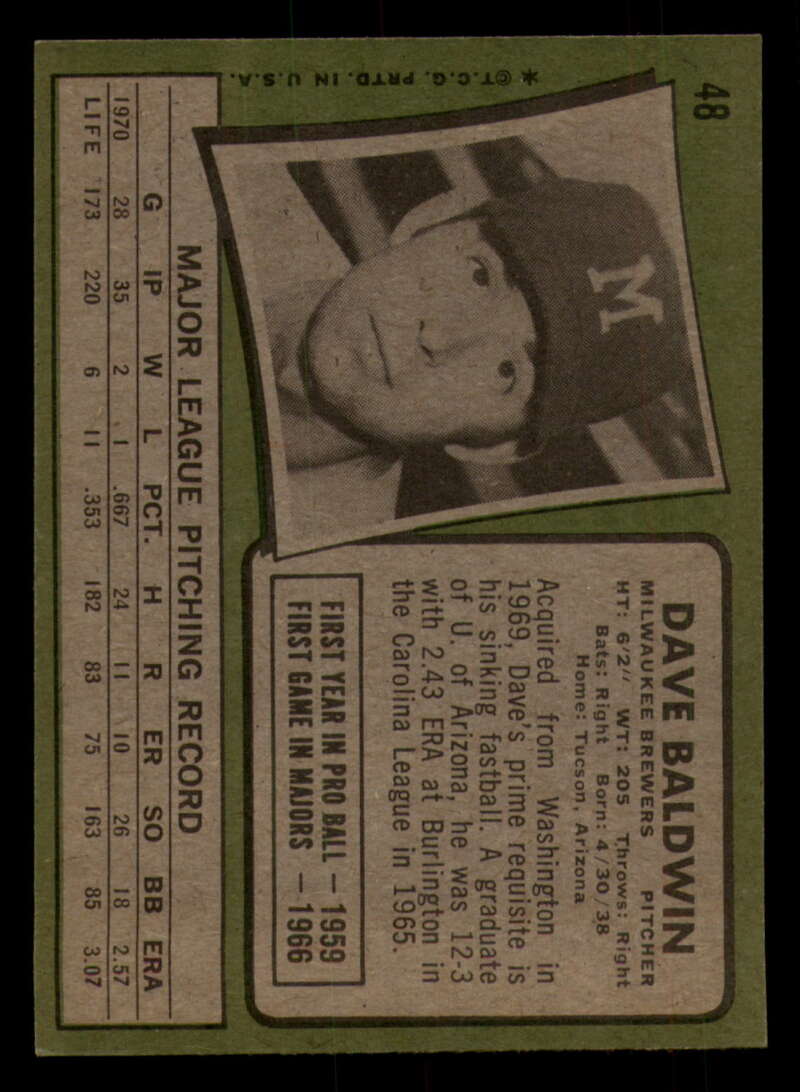 48
* ©T.C.G. PRTD. IN U.S.A.
M
DAVE BALDWIN
MILWAUKEE BREWERS PITCHER
HT: 6'2" WT: 205 Throws: Right
Bats: Right Born: 4/30/38
Home: Tucson, Arizona
Acquired from Washington in
1969, Dave's prime requisite is
his sinking fastball. A graduate
of U. of Arizona, he was 12-3
with 2.43 ERA at Burlington in
the Carolina League in 1965.
FIRST YEAR IN PRO BALL — 1959
FIRST GAME IN MAJORS — 1966
MAJOR LEAGUE PITCHING RECORD
G IP W L PCT. H R ER SO BB ERA
1970 28 35 2 1 .667 24 11 10 26 18 2.57
LIFE 173 220 6 11 .353 182 83 75 163 85 3.07